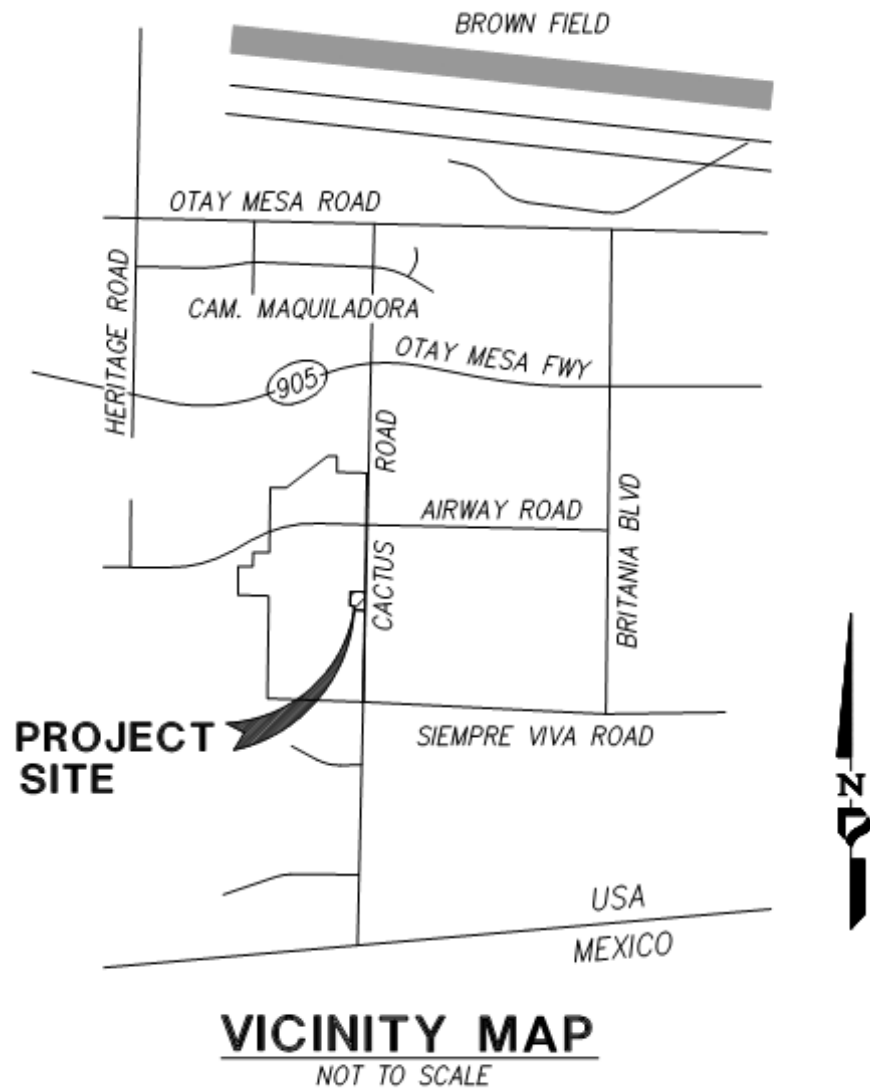 BROWN FIELD
OTAY MESA ROAD
HERITAGE ROAD
CAM. MAQUILADORA
OTAY MESA FWY
905
CACTUS ROAD
AIRWAY ROAD
BRITANIA BLVD
PROJECT
SITE
SIEMPRE VIVA ROAD
N
USA
MEXICO
VICINITY MAP
NOT TO SCALE